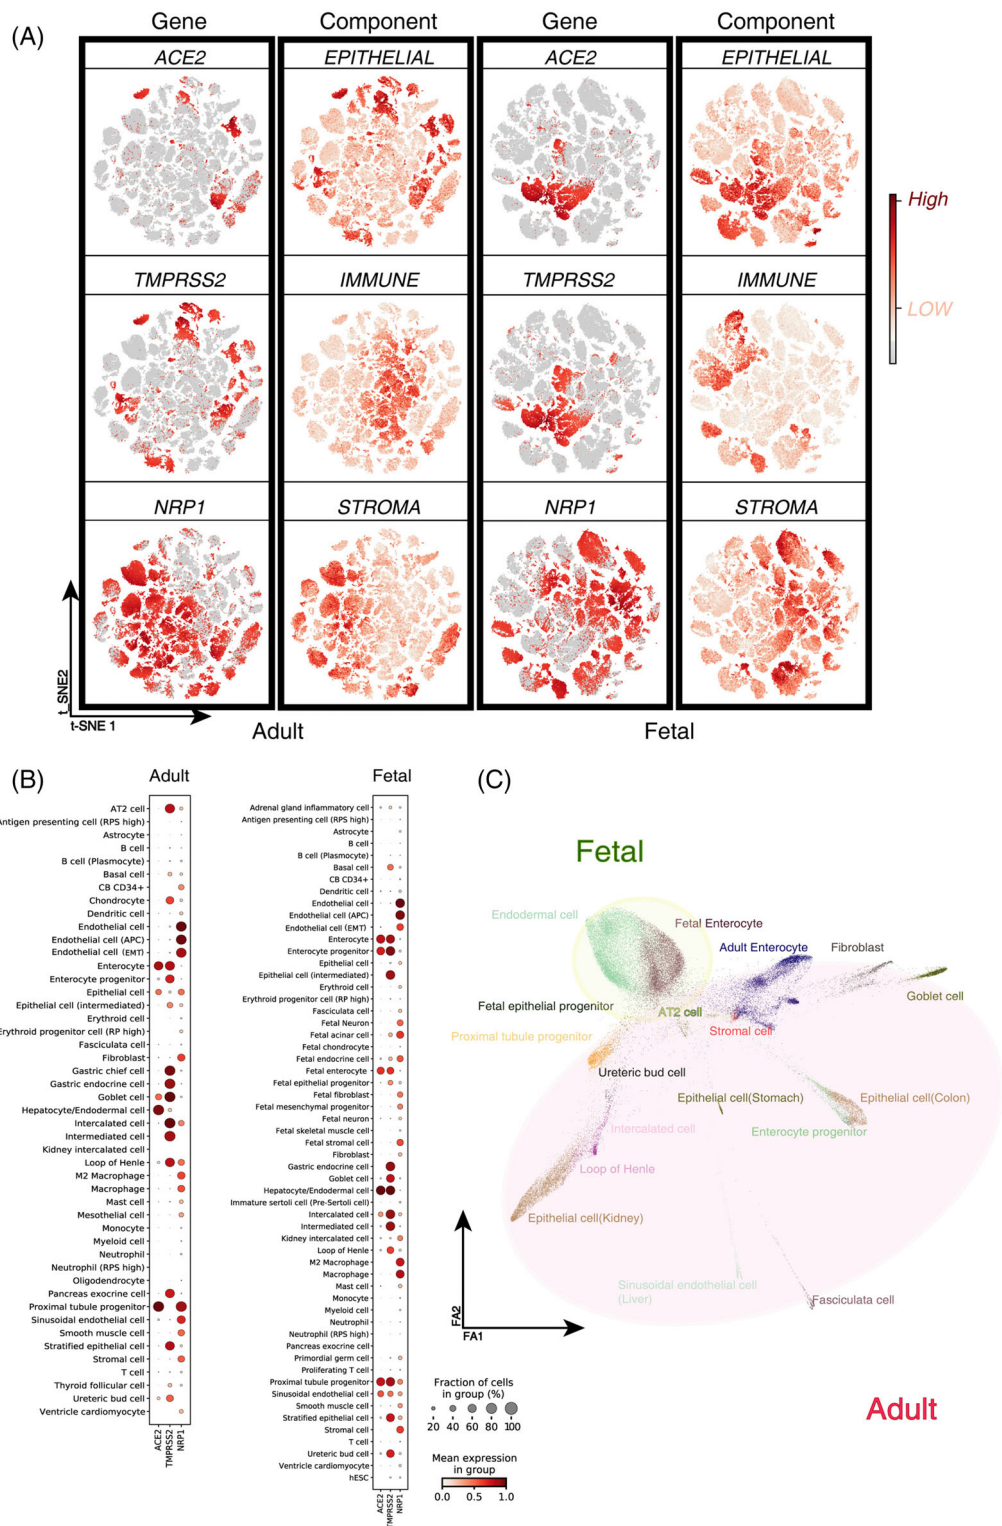 (A)
Gene
Component
Gene
Component
ACE2
EPITHELIAL
ACE2
EPITHELIAL
High
LOW
TMPRSS2
IMMUNE
TMPRSS2
IMMUNE
NRP1
STROMA
NRP1
STROMA
t_SNE2
t-SNE 1
Adult
Fetal
(B)
Adult
AT2 cell
Antigen presenting cell (RPS high)
Astrocyte
B cell
B cell (Plasmocyte)
Basal cell
CB CD34+
Chondrocyte
Dendritic cell
Endothelial cell
Endothelial cell (APC)
Endothelial cell (EMT)
Enterocyte
Enterocyte progenitor
Epithelial cell
Epithelial cell (intermediated)
Erythroid cell
Erythroid progenitor cell (RP high)
Fasciculata cell
Fibroblast
Gastric chief cell
Gastric endocrine cell
Goblet cell
Hepatocyte/Endodermal cell
Intercalated cell
Intermediated cell
Kidney intercalated cell
Loop of Henle
M2 Macrophage
Macrophage
Mast cell
Mesothelial cell
Monocyte
Myeloid cell
Neutrophil
Neutrophil (RPS high)
Oligodendrocyte
Pancreas exocrine cell
Proximal tubule progenitor
Sinusoidal endothelial cell
Smooth muscle cell
Stratified epithelial cell
Stromal cell
T cell
Thyroid follicular cell
Ureteric bud cell
Ventricle cardiomyocyte
ACE2
TMPRSS2
NRP1
Fetal
Adrenal gland inflammatory cell
Antigen presenting cell (RPS high)
Astrocyte
B cell
B cell (Plasmocyte)
Basal cell
CB CD34+
Dendritic cell
Endothelial cell
Endothelial cell (APC)
Endothelial cell (EMT)
Enterocyte
Enterocyte progenitor
Epithelial cell
Epithelial cell (intermediated)
Erythroid cell
Erythroid progenitor cell (RP high)
Fasciculata cell
Fetal Neuron
Fetal acinar cell
Fetal chondrocyte
Fetal endocrine cell
Fetal enterocyte
Fetal epithelial progenitor
Fetal fibroblast
Fetal mesenchymal progenitor
Fetal neuron
Fetal skeletal muscle cell
Fetal stromal cell
Fibroblast
Gastric endocrine cell
Goblet cell
Hepatocyte/Endodermal cell
Immature sertoli cell (Pre-Sertoli cell)
Intercalated cell
Intermediated cell
Kidney intercalated cell
Loop of Henle
M2 Macrophage
Macrophage
Mast cell
Monocyte
Myeloid cell
Neutrophil
Neutrophil (RPS high)
Pancreas exocrine cell
Primordial germ cell
Proliferating T cell
Proximal tubule progenitor
Sinusoidal endothelial cell
Smooth muscle cell
Stratified epithelial cell
Stromal cell
T cell
Ureteric bud cell
Ventricle cardiomyocyte
hESC
ACE2
TMPRSS2
NRP1
Fraction of cells
in group (%)
20 40 60 80 100
Mean expression
in group
0.0 0.5 1.0
(C)
Fetal
Endodermal cell
Fetal Enterocyte
Adult Enterocyte
Fibroblast
Goblet cell
Fetal epithelial progenitor
AT2 cell
Stromal cell
Proximal tubule progenitor
Ureteric bud cell
Epithelial cell(Stomach)
Epithelial cell(Colon)
Intercalated cell
Enterocyte progenitor
Loop of Henle
Epithelial cell(Kidney)
Sinusoidal endothelial cell
(Liver)
Fasciculata cell
FA2
FA1
Adult